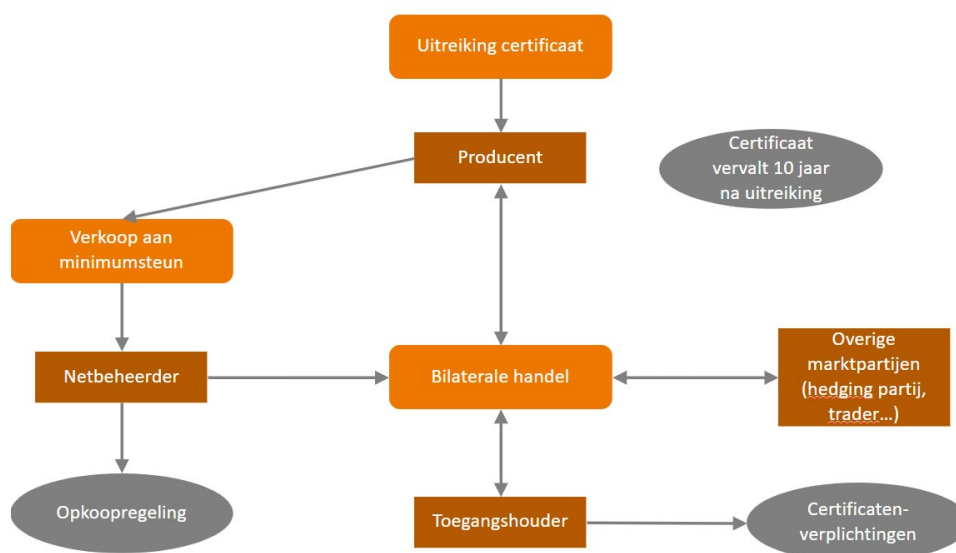 Uitreiking certificaat
Producent
Certificaat
vervalt 10 jaar
na uitreiking
Verkoop aan
minimumsteun
Netbeheerder
Bilaterale handel
Overige
marktpartijen
(hedging partij,
trader...)
Opkoopregeling
Toegangshouder
Certificaten-
verplichtingen